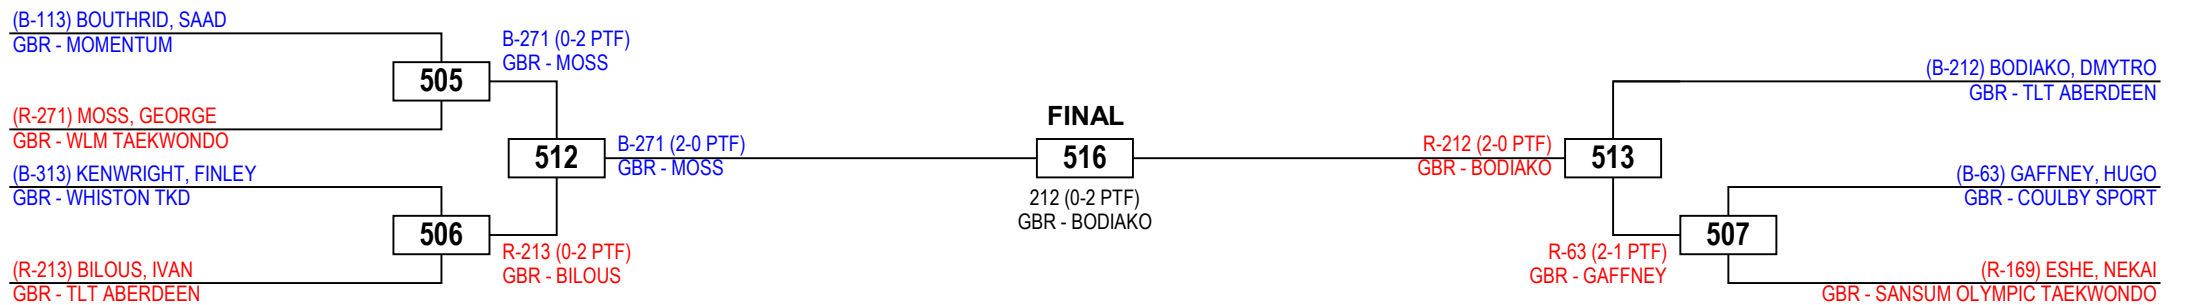 (B-113) BOUTHRID, SAAD
GBR - MOMENTUM
505
(R-271) MOSS, GEORGE
GBR - WLM TAEKWONDO
(B-313) KENWRIGHT, FINLEY
GBR - WHISTON TKD
506
(R-213) BILOUS, IVAN
GBR - TLT ABERDEEN
B-271 (0-2 PTF)
GBR - MOSS
512
R-213 (0-2 PTF)
GBR - BILOUS
B-271 (2-0 PTF)
GBR - MOSS
FINAL
516
212 (0-2 PTF)
GBR - BODIAKO
R-212 (2-0 PTF)
GBR - BODIAKO
513
R-63 (2-1 PTF)
GBR - GAFFNEY
(B-212) BODIAKO, DMYTRO
GBR - TLT ABERDEEN
(B-63) GAFFNEY, HUGO
GBR - COULBY SPORT
507
(R-169) ESHE, NEKAI
GBR - SANSUM OLYMPIC TAEKWONDO